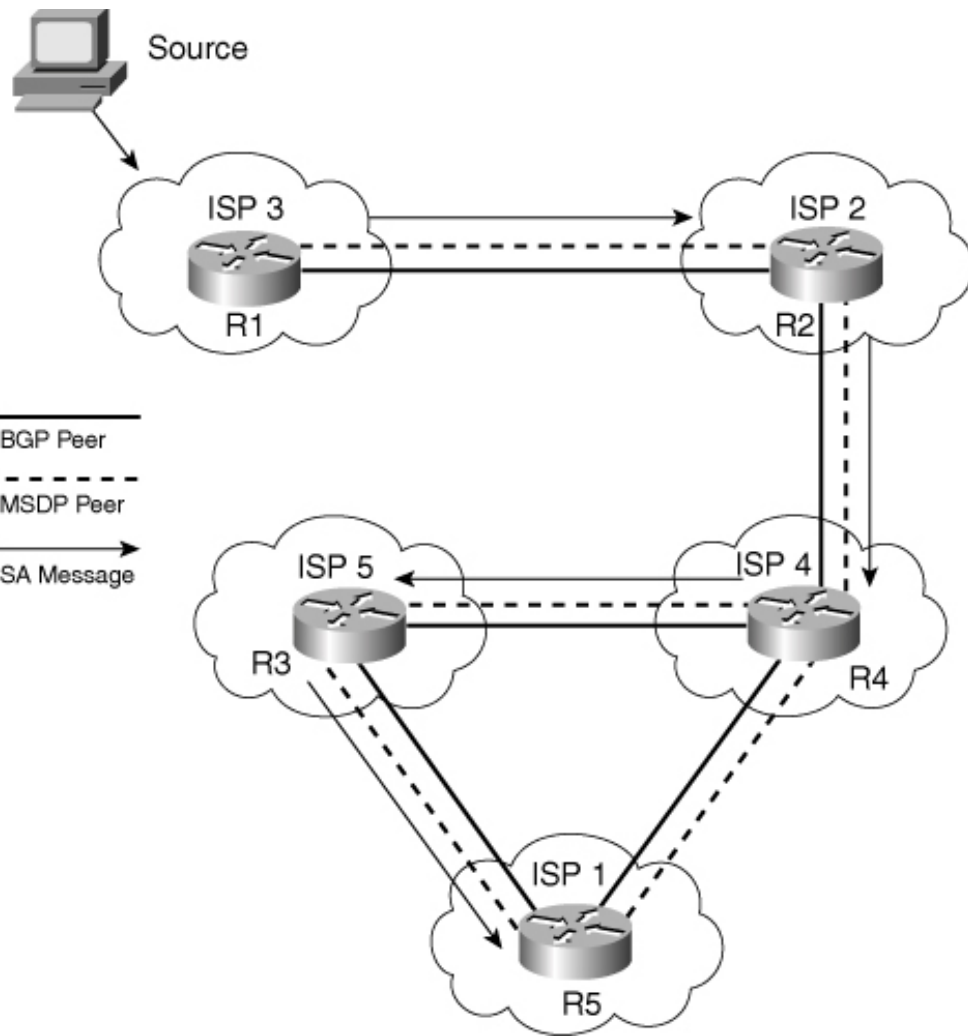 Source
ISP 3
R1
ISP 2
R2
BGP Peer
MSDP Peer
SA Message
ISP 5
R3
ISP 4
R4
ISP 1
R5